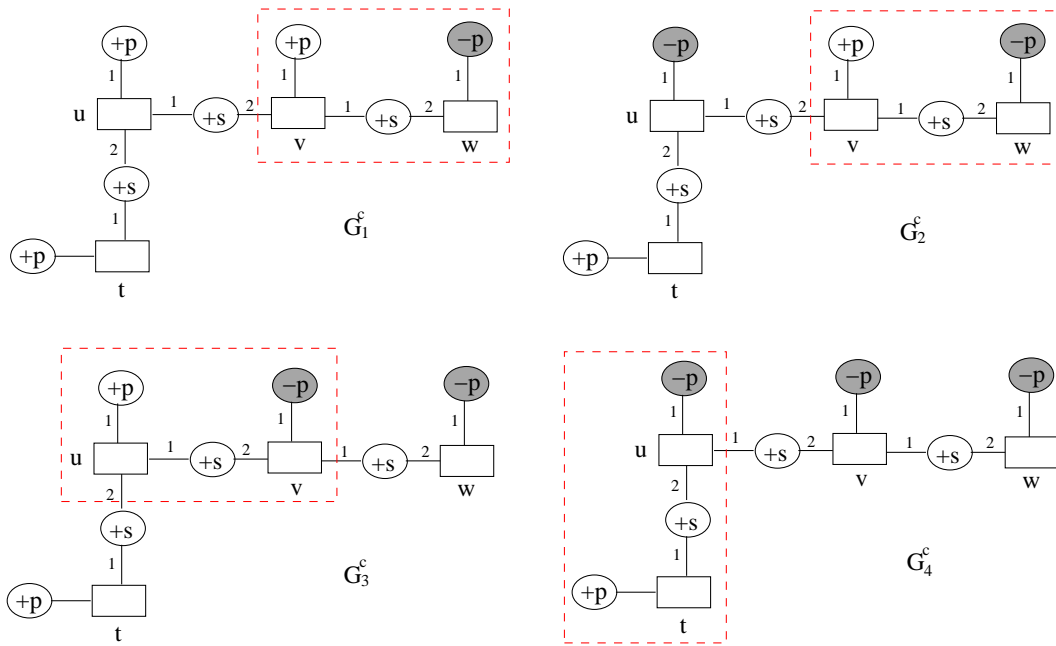 +p +p −p
1 1 1
u 1 +s 2 1 +s 2
v w
2
+s
1 G₁ᶜ
+p
t
−p +p −p
1 1 1
u 1 +s 2 1 +s 2
v w
2
+s
1 G₂ᶜ
+p
t
+p −p −p
1 1 1
u 1 +s 2 1 +s 2
v w
2
+s
1 G₃ᶜ
+p
t
−p −p −p
1 1 1
u 1 +s 2 1 +s 2
v w
2
+s
1 G₄ᶜ
+p
t